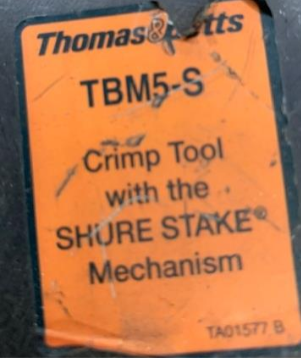 Thomas&Betts
TBM5-S
Crimp Tool
with the
SHURE STAKE®
Mechanism
TA01577 B